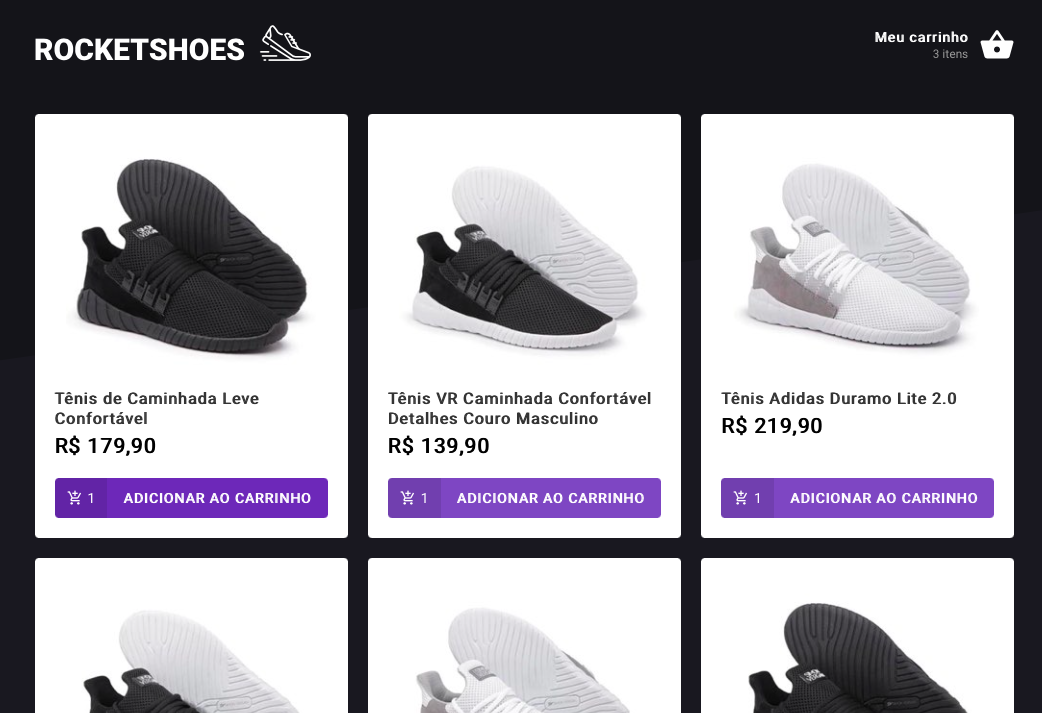 ROCKETSHOES
Meu carrinho
3 itens
Tênis de Caminhada Leve
Confortável
R$ 179,90
1 ADICIONAR AO CARRINHO
Tênis VR Caminhada Confortável
Detalhes Couro Masculino
R$ 139,90
1 ADICIONAR AO CARRINHO
Tênis Adidas Duramo Lite 2.0
R$ 219,90
1 ADICIONAR AO CARRINHO